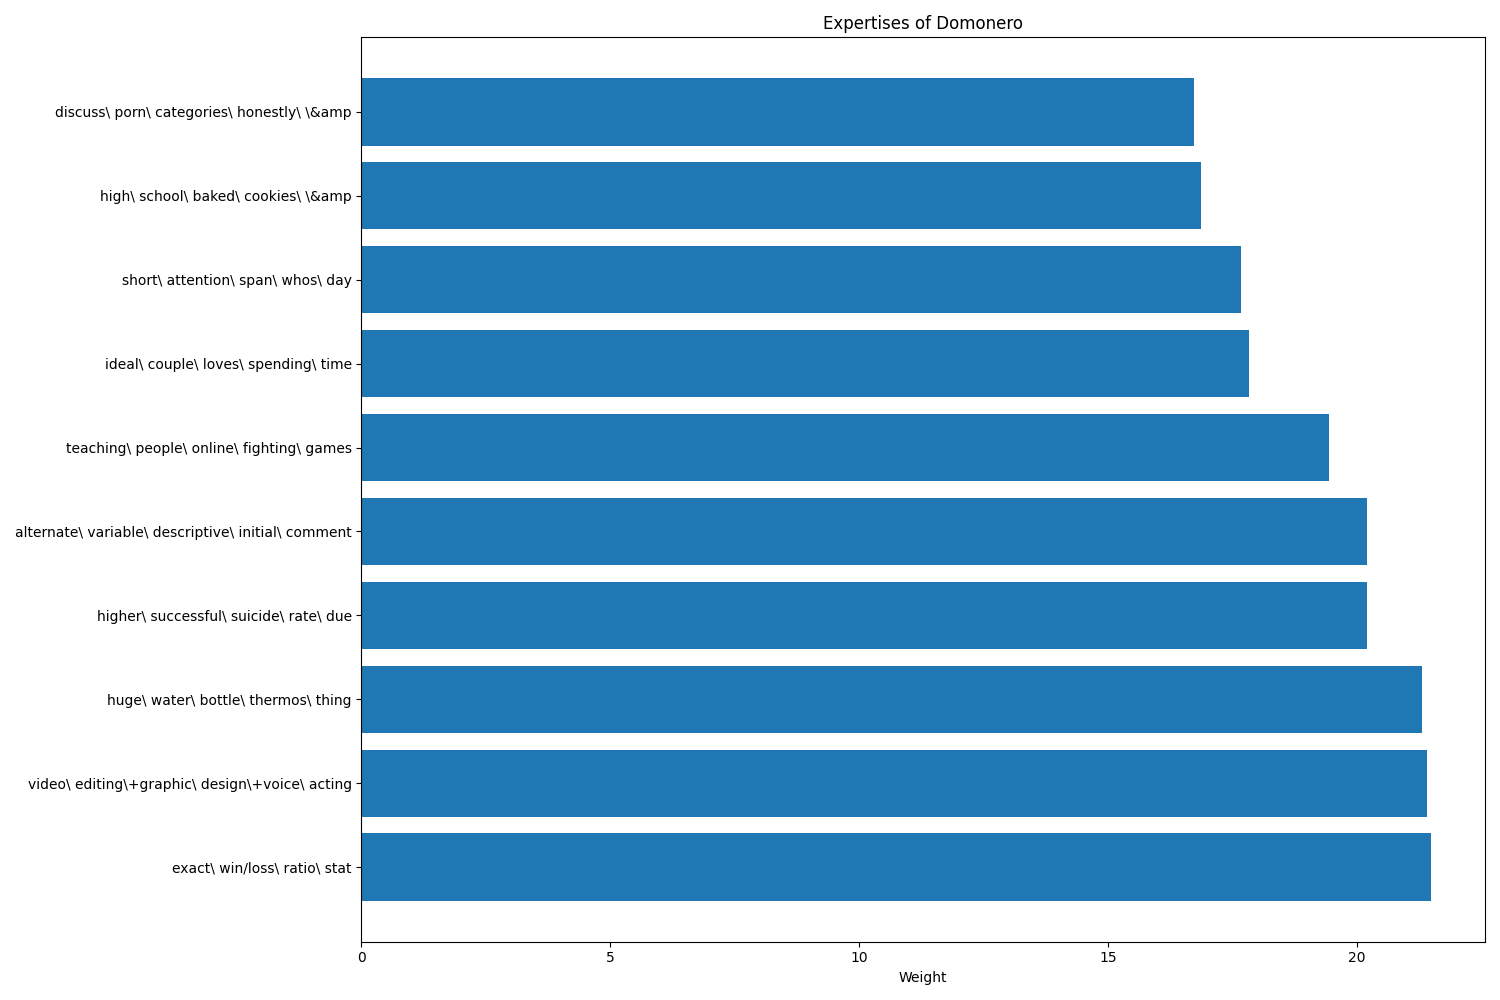 Expertises of Domonero
discuss\ porn\ categories\ honestly\ \&amp
high\ school\ baked\ cookies\ \&amp
short\ attention\ span\ whos\ day
ideal\ couple\ loves\ spending\ time
teaching\ people\ online\ fighting\ games
alternate\ variable\ descriptive\ initial\ comment
higher\ successful\ suicide\ rate\ due
huge\ water\ bottle\ thermos\ thing
video\ editing\+graphic\ design\+voice\ acting
exact\ win/loss\ ratio\ stat
0 5 10 15 20
Weight